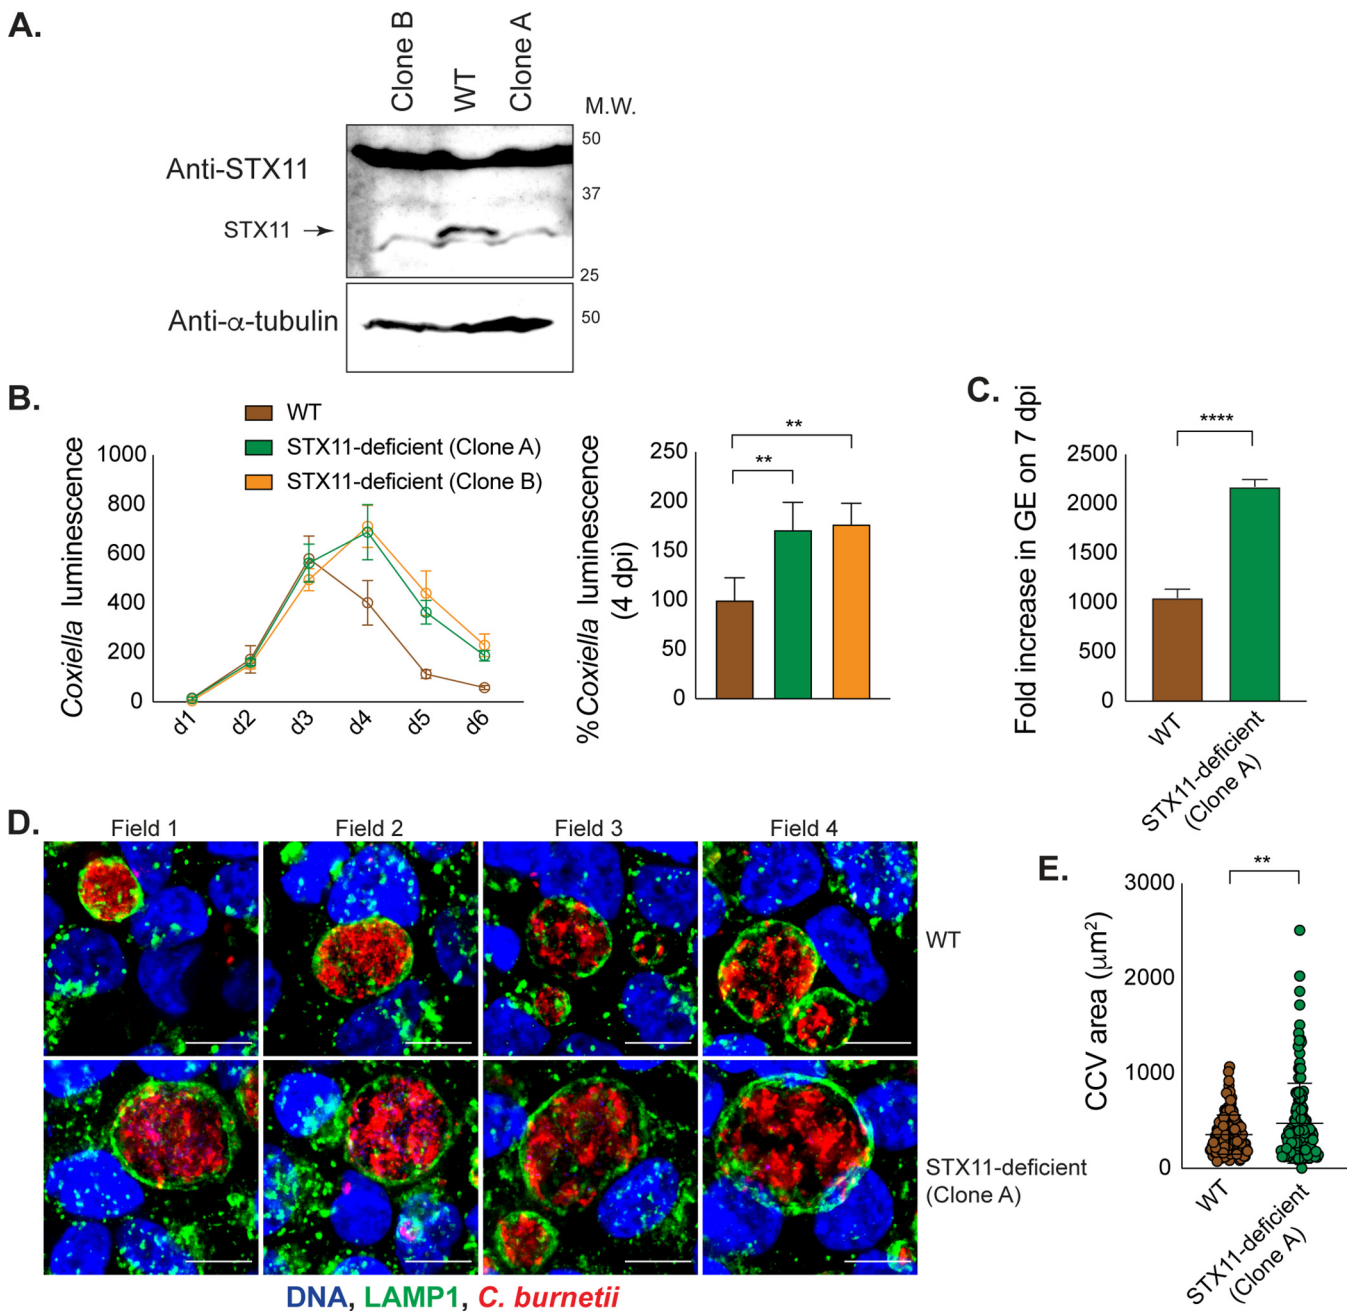 A.
Clone B
WT
Clone A
M.W.
Anti-STX11
50
37
STX11
25
Anti-α-tubulin
50
B.
WT
STX11-deficient (Clone A)
STX11-deficient (Clone B)
Coxiella luminescence
1000
800
600
400
200
0
d1
d2
d3
d4
d5
d6
%Coxiella luminescence
(4 dpi)
250
200
150
100
50
0
**
**
C.
Fold increase in GE on 7 dpi
2500
2000
1500
1000
500
0
****
WT
STX11-deficient
(Clone A)
D.
Field 1
Field 2
Field 3
Field 4
WT
STX11-deficient
(Clone A)
DNA, LAMP1, C. burnetii
E.
CCV area (μm²)
3000
2000
1000
0
**
WT
STX11-deficient
(Clone A)